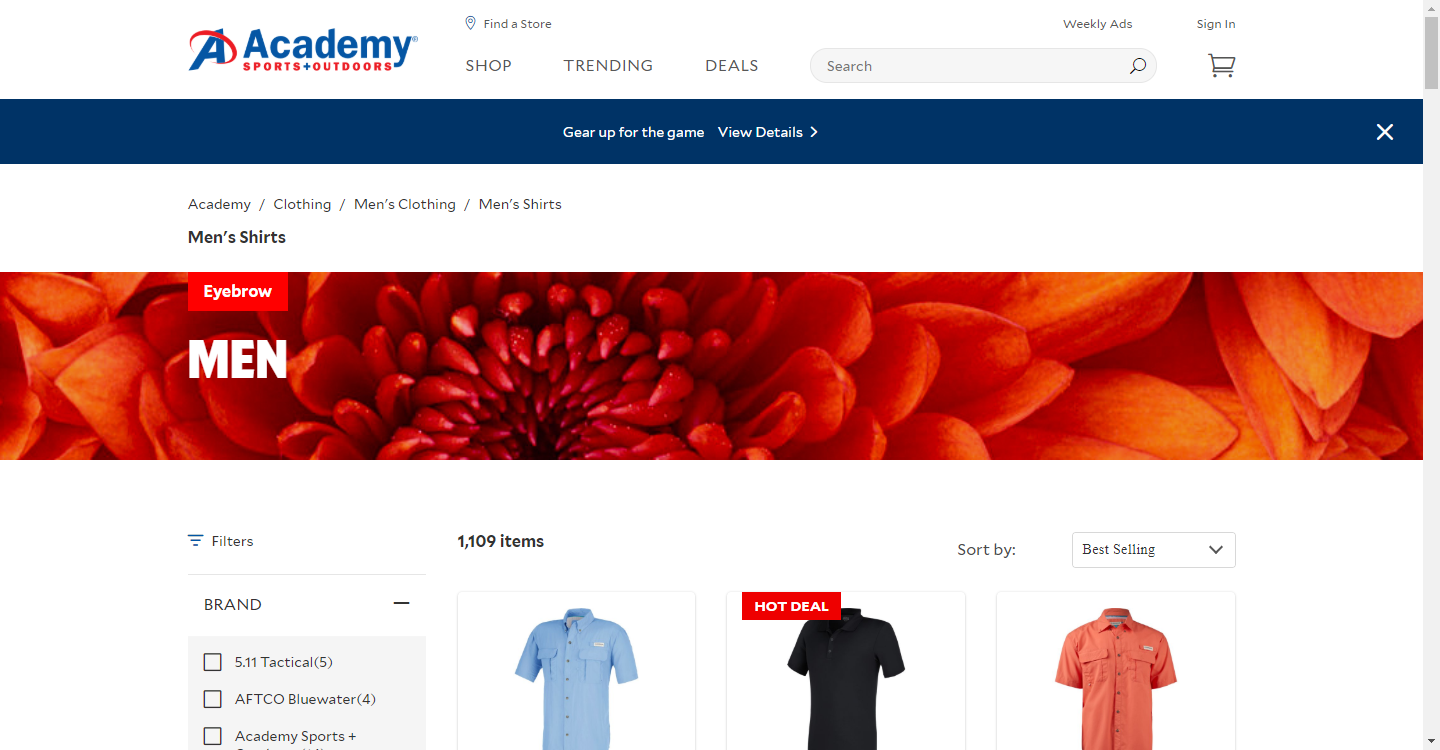 Find a Store
Weekly Ads
Sign In
Academy
SPORTS+OUTDOORS
SHOP
TRENDING
DEALS
Search
Gear up for the game View Details
Academy / Clothing / Men's Clothing / Men's Shirts
Men's Shirts
Eyebrow
MEN
Filters
1,109 items
Sort by:
Best Selling
BRAND
HOT DEAL
5.11 Tactical(5)
AFTCO Bluewater(4)
Academy Sports +